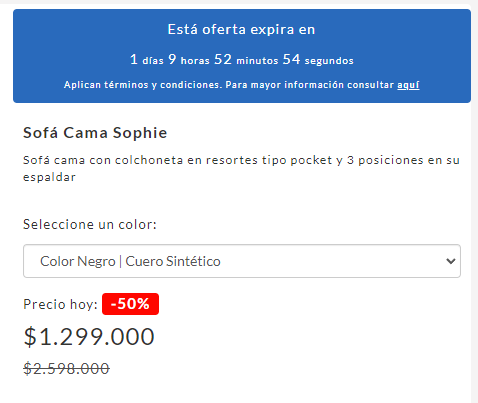 Está oferta expira en
1 días 9 horas 52 minutos 54 segundos
Aplican términos y condiciones. Para mayor información consultar aquí
Sofá Cama Sophie
Sofá cama con colchoneta en resortes tipo pocket y 3 posiciones en su
espaldar
Seleccione un color:
Color Negro | Cuero Sintético
Precio hoy: -50%
$1.299.000
$2.598.000